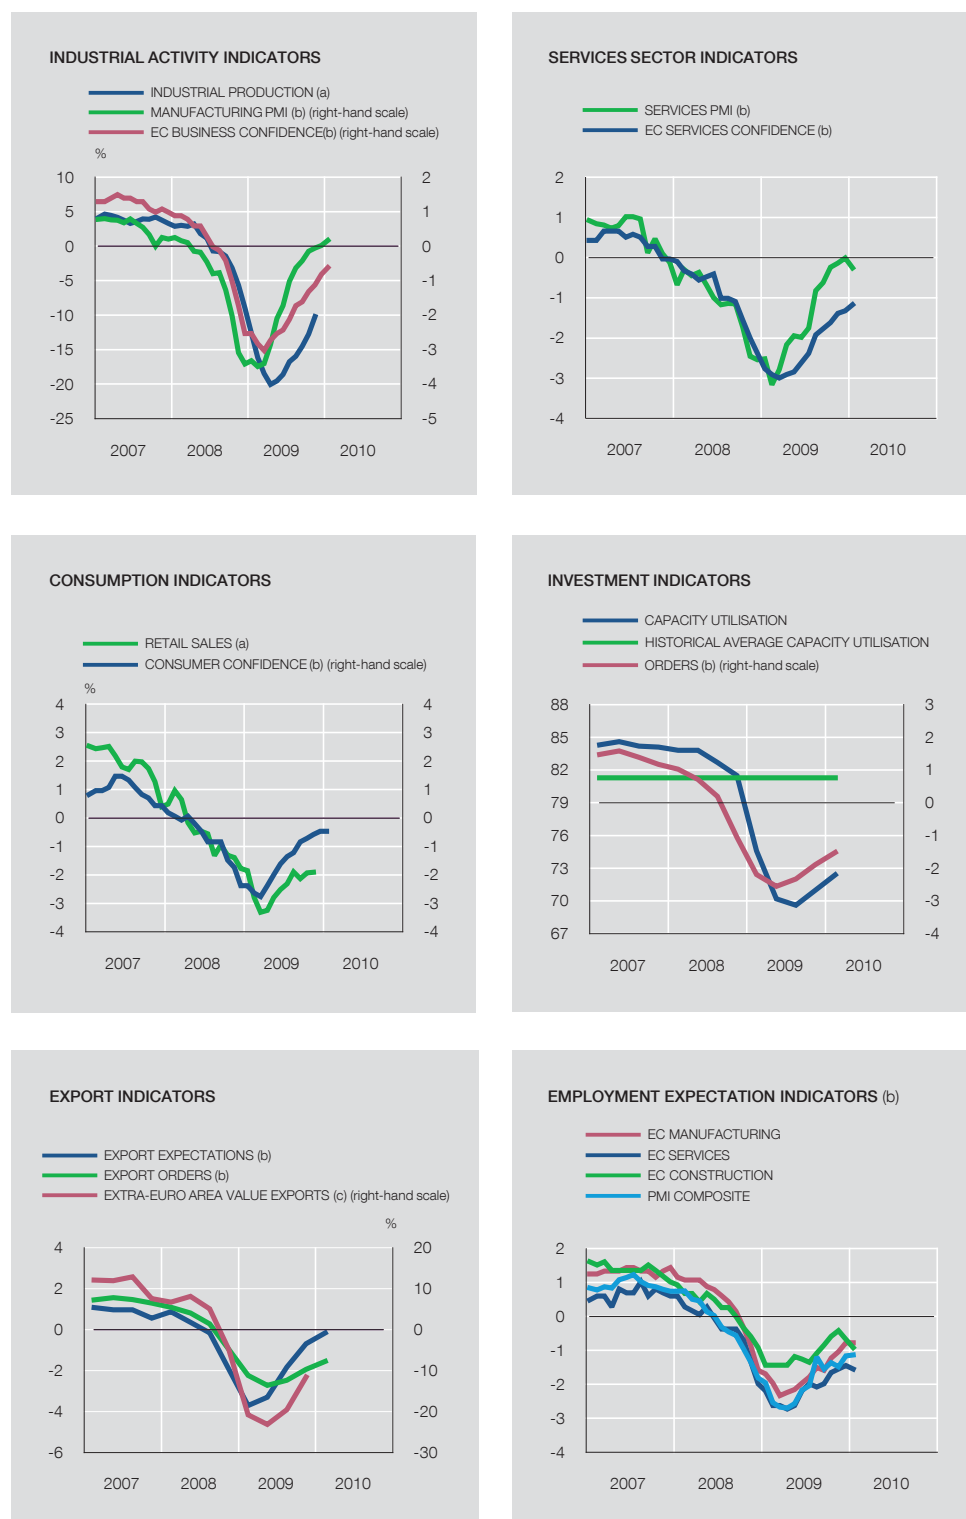 INDUSTRIAL ACTIVITY INDICATORS
INDUSTRIAL PRODUCTION (a)
MANUFACTURING PMI (b) (right-hand scale)
EC BUSINESS CONFIDENCE(b) (right-hand scale)
%
10 2
5 1
0 0
-5 -1
-10 -2
-15 -3
-20 -4
-25 -5
2007 2008 2009 2010
SERVICES SECTOR INDICATORS
SERVICES PMI (b)
EC SERVICES CONFIDENCE (b)
2
1
0
-1
-2
-3
-4
2007 2008 2009 2010
CONSUMPTION INDICATORS
RETAIL SALES (a)
CONSUMER CONFIDENCE (b) (right-hand scale)
%
4 4
3 3
2 2
1 1
0 0
-1 -1
-2 -2
-3 -3
-4 -4
2007 2008 2009 2010
INVESTMENT INDICATORS
CAPACITY UTILISATION
HISTORICAL AVERAGE CAPACITY UTILISATION
ORDERS (b) (right-hand scale)
88 3
85 2
82 1
79 0
76 -1
73 -2
70 -3
67 -4
2007 2008 2009 2010
EXPORT INDICATORS
EXPORT EXPECTATIONS (b)
EXPORT ORDERS (b)
EXTRA-EURO AREA VALUE EXPORTS (c) (right-hand scale)
%
4 20
2 10
0 0
-2 -10
-4 -20
-6 -30
2007 2008 2009 2010
EMPLOYMENT EXPECTATION INDICATORS (b)
EC MANUFACTURING
EC SERVICES
EC CONSTRUCTION
PMI COMPOSITE
2
1
0
-1
-2
-3
-4
2007 2008 2009 2010